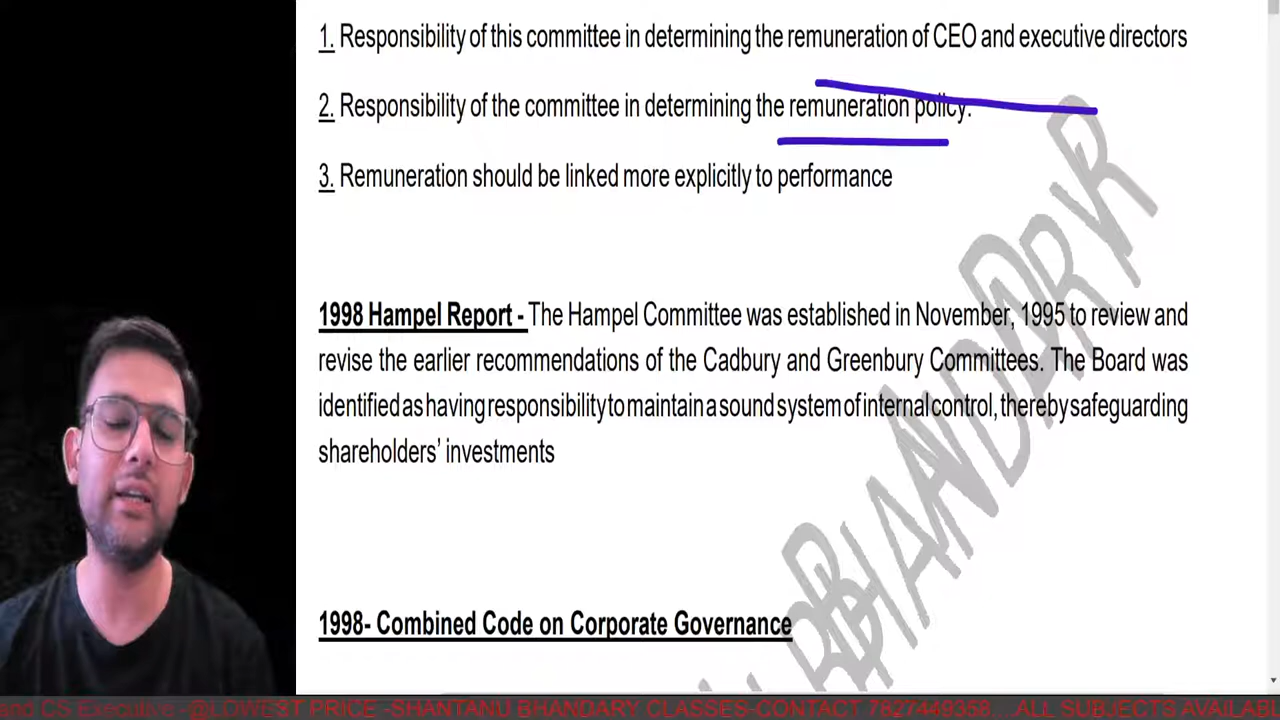 1. Responsibility of this committee in determining the remuneration of CEO and executive directors
2. Responsibility of the committee in determining the remuneration policy.
3. Remuneration should be linked more explicitly to performance
1998 Hampel Report - The Hampel Committee was established in November, 1995 to review and
revise the earlier recommendations of the Cadbury and Greenbury Committees. The Board was
identified as having responsibility to maintain a sound system of internal control, thereby safeguarding
shareholders’ investments
1998- Combined Code on Corporate Governance
and CS Executive -@LOWEST PRICE -SHANTANU BHANDARY CLASSES-CONTACT 7827449358... ALL SUBJECTS AVAILABL